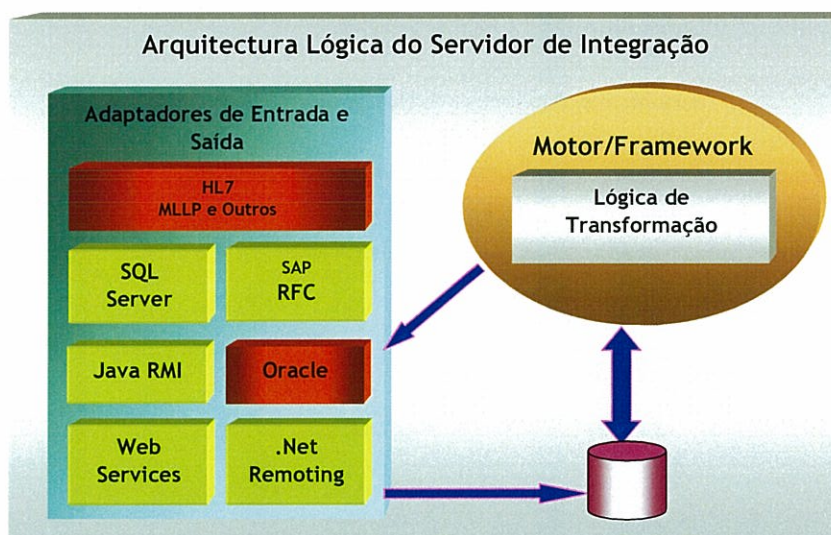 Arquitectura Lógica do Servidor de Integração
Adaptadores de Entrada e
Saída
HL7
MLLP e Outros
SQL
Server
SAP
RFC
Java RMI
Oracle
Web
Services
.Net
Remoting
Motor/Framework
Lógica de
Transformação